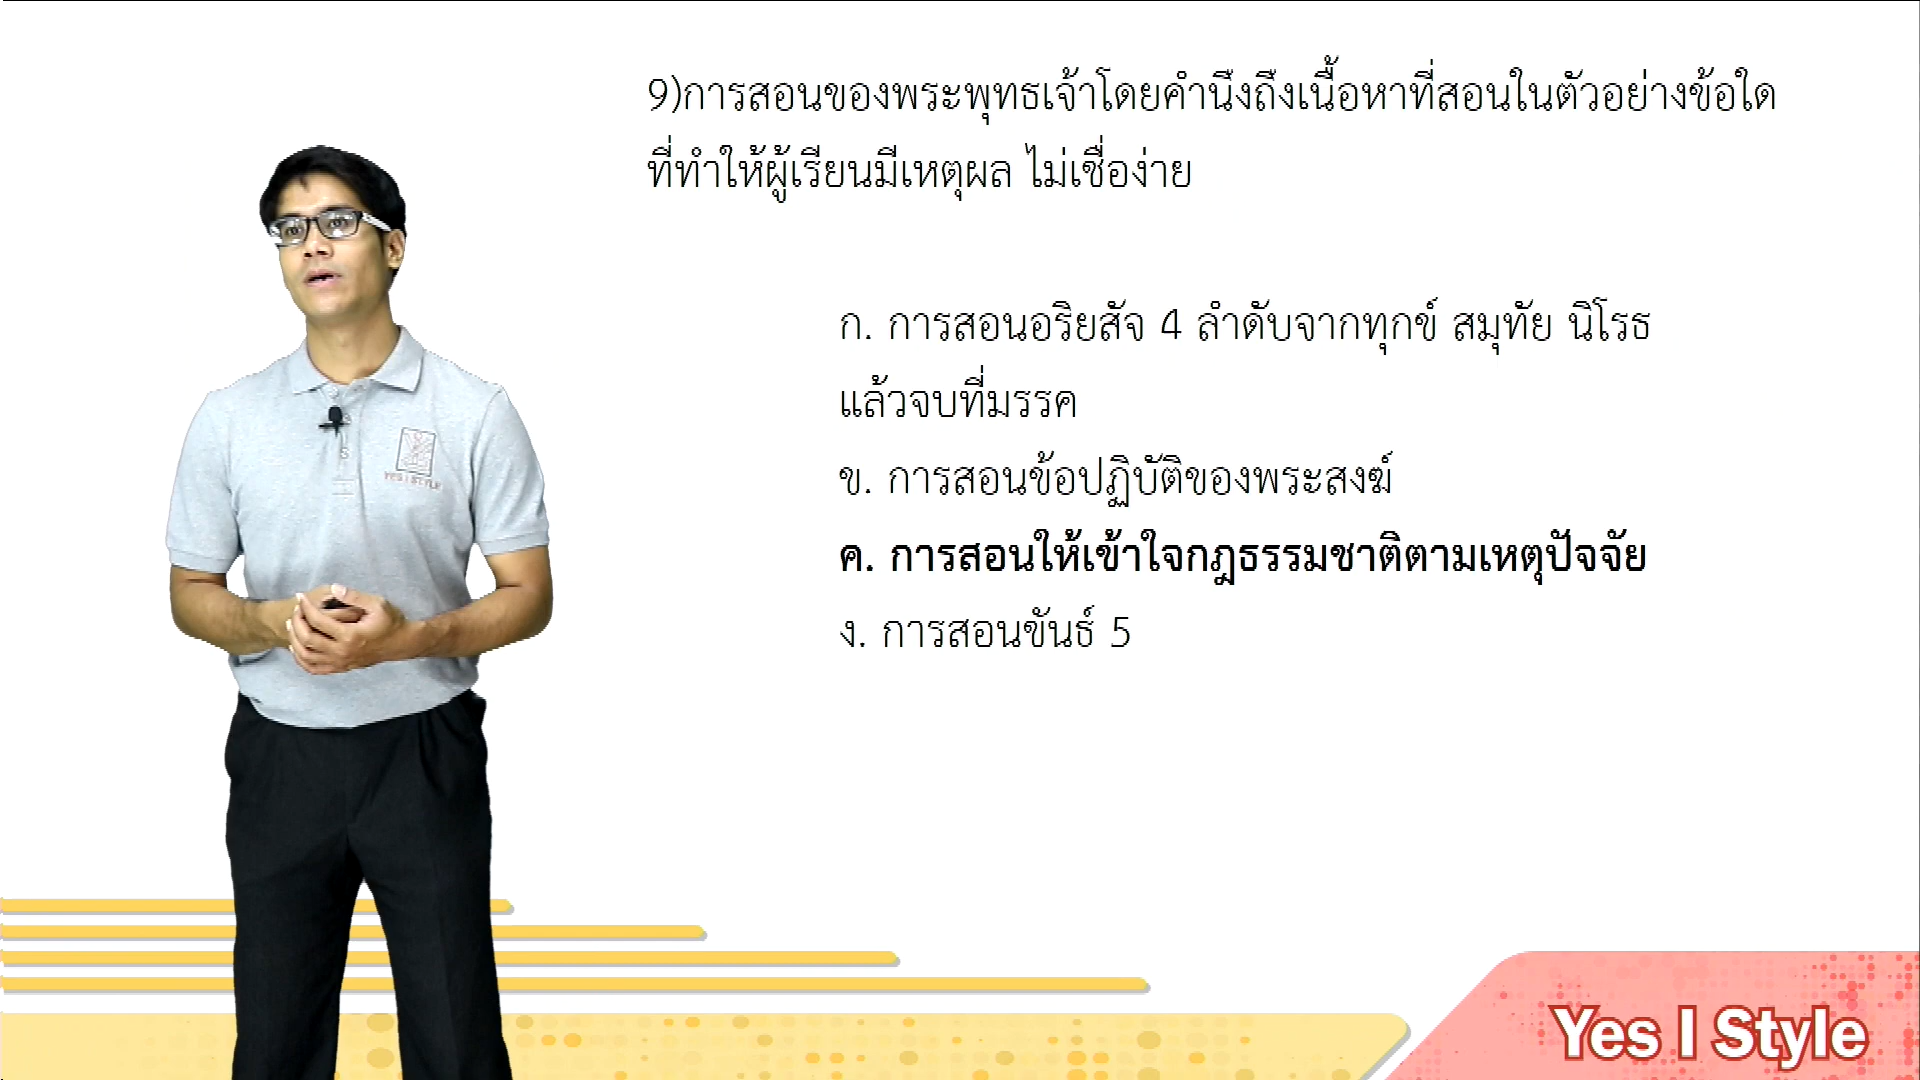 9)การสอนของพระพุทธเจ้าโดยคำนึงถึงเนื้อหาที่สอนในตัวอย่างข้อใด
ที่ทำให้ผู้เรียนมีเหตุผล ไม่เชื่อง่าย
ก. การสอนอริยสัจ 4 ลำดับจากทุกข์ สมุทัย นิโรธ
แล้วจบที่มรรค
ข. การสอนข้อปฏิบัติของพระสงฆ์
ค. การสอนให้เข้าใจกฎธรรมชาติตามเหตุปัจจัย
ง. การสอนขันธ์ 5
YES I STYLE
Yes I Style